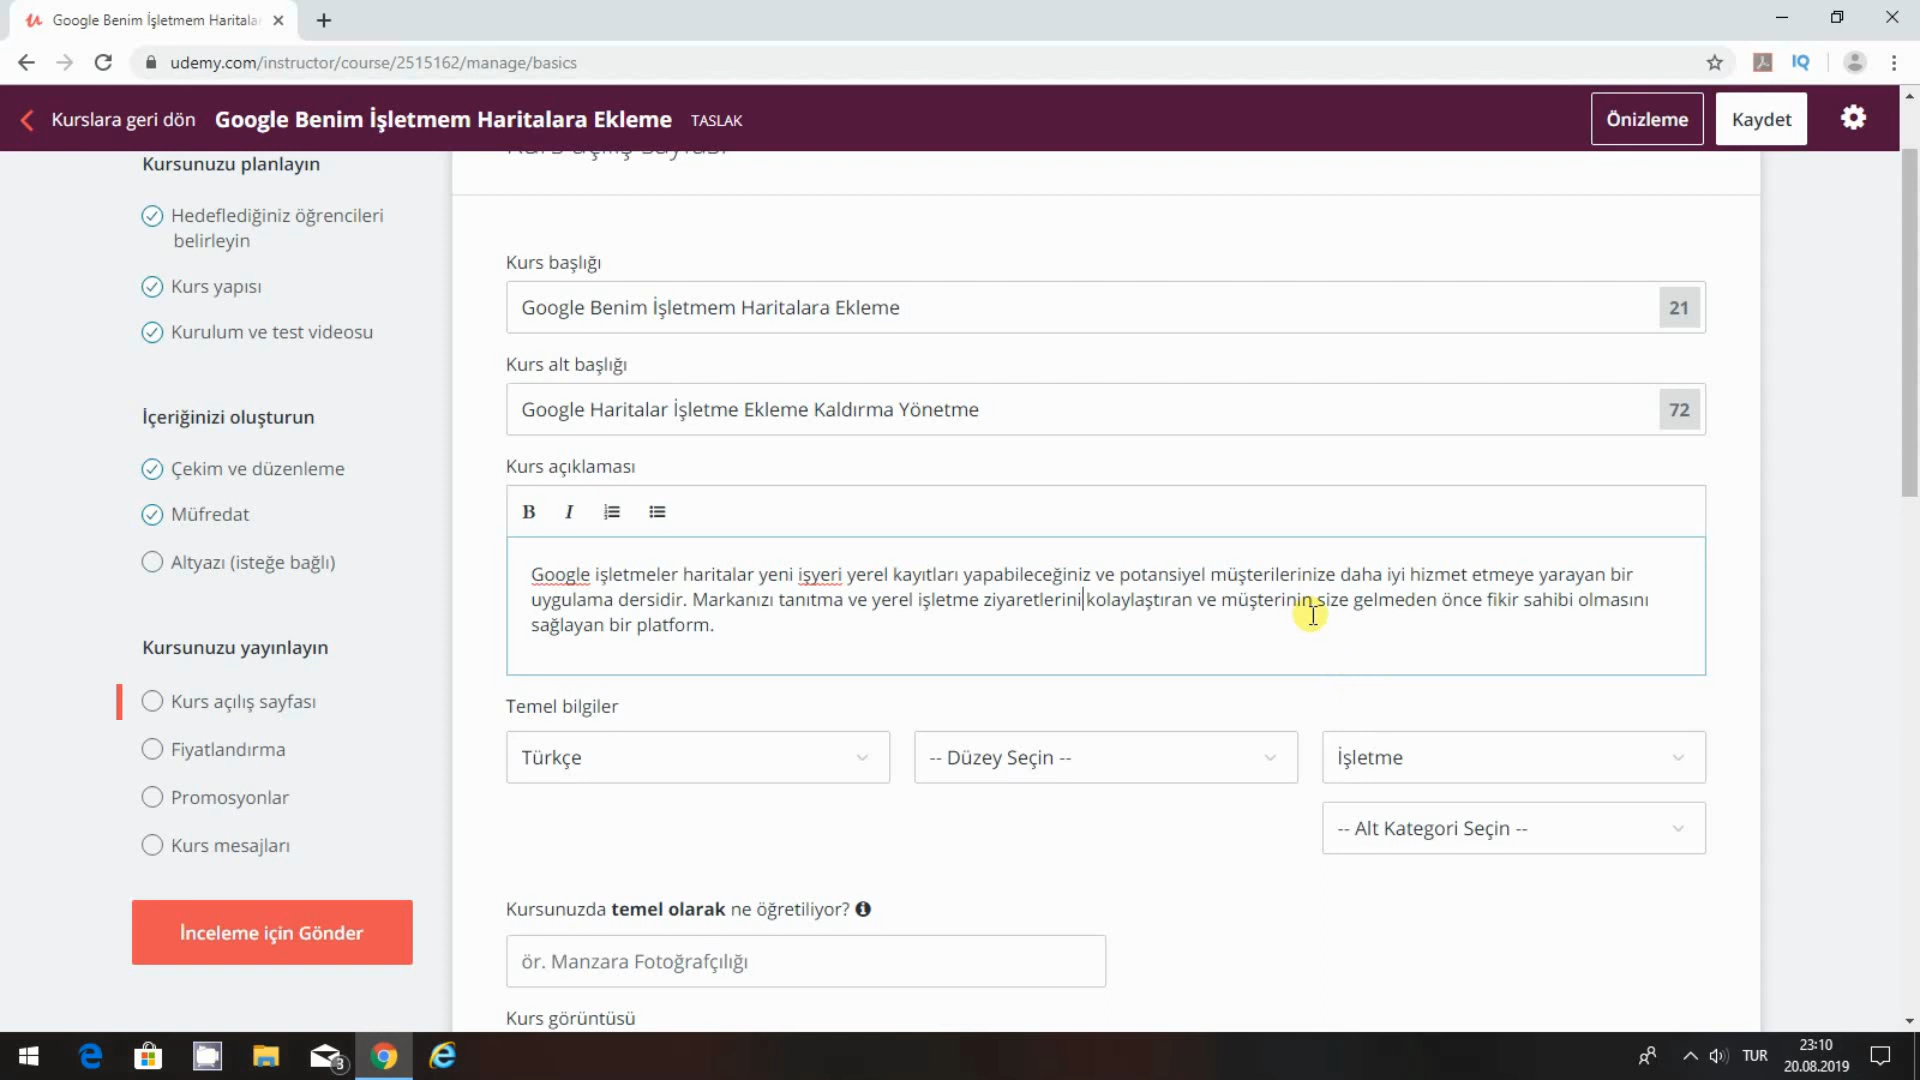 Google Benim İşletmem Haritala
udemy.com/instructor/course/2515162/manage/basics
IQ
Kurslara geri dön
Google Benim İşletmem Haritalara Ekleme
TASLAK
Önizleme
Kaydet
Kurs açılış sayfası
Kursunuzu planlayın
Hedeflediğiniz öğrencileri
belirleyin
Kurs yapısı
Kurulum ve test videosu
İçeriğinizi oluşturun
Çekim ve düzenleme
Müfredat
Altyazı (isteğe bağlı)
Kursunuzu yayınlayın
Kurs açılış sayfası
Fiyatlandırma
Promosyonlar
Kurs mesajları
İnceleme için Gönder
Kurs başlığı
Google Benim İşletmem Haritalara Ekleme 21
Kurs alt başlığı
Google Haritalar İşletme Ekleme Kaldırma Yönetme 72
Kurs açıklaması
B I
Google işletmeler haritalar yeni işyeri yerel kayıtları yapabileceğiniz ve potansiyel müşterilerinize daha iyi hizmet etmeye yarayan bir
uygulama dersidir. Markanızı tanıtma ve yerel işletme ziyaretlerini kolaylaştıran ve müşterinin size gelmeden önce fikir sahibi olmasını
sağlayan bir platform.
Temel bilgiler
Türkçe
-- Düzey Seçin --
İşletme
-- Alt Kategori Seçin --
Kursunuzda temel olarak ne öğretiliyor?
ör. Manzara Fotoğrafçılığı
Kurs görüntüsü
3
TUR
23:10
20.08.2019